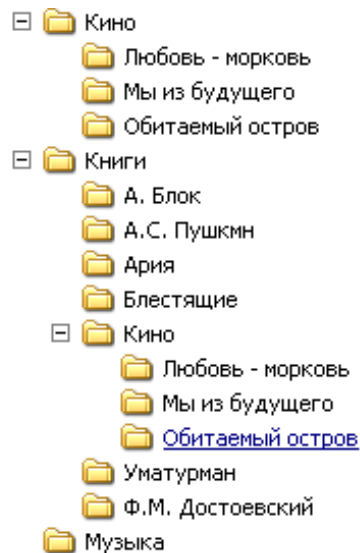 Кино
Любовь - морковь
Мы из будущего
Обитаемый остров
Книги
А. Блок
А.С. Пушкмн
Ария
Блестящие
Кино
Любовь - морковь
Мы из будущего
Обитаемый остров
Уматурман
Ф.М. Достоевский
Музыка